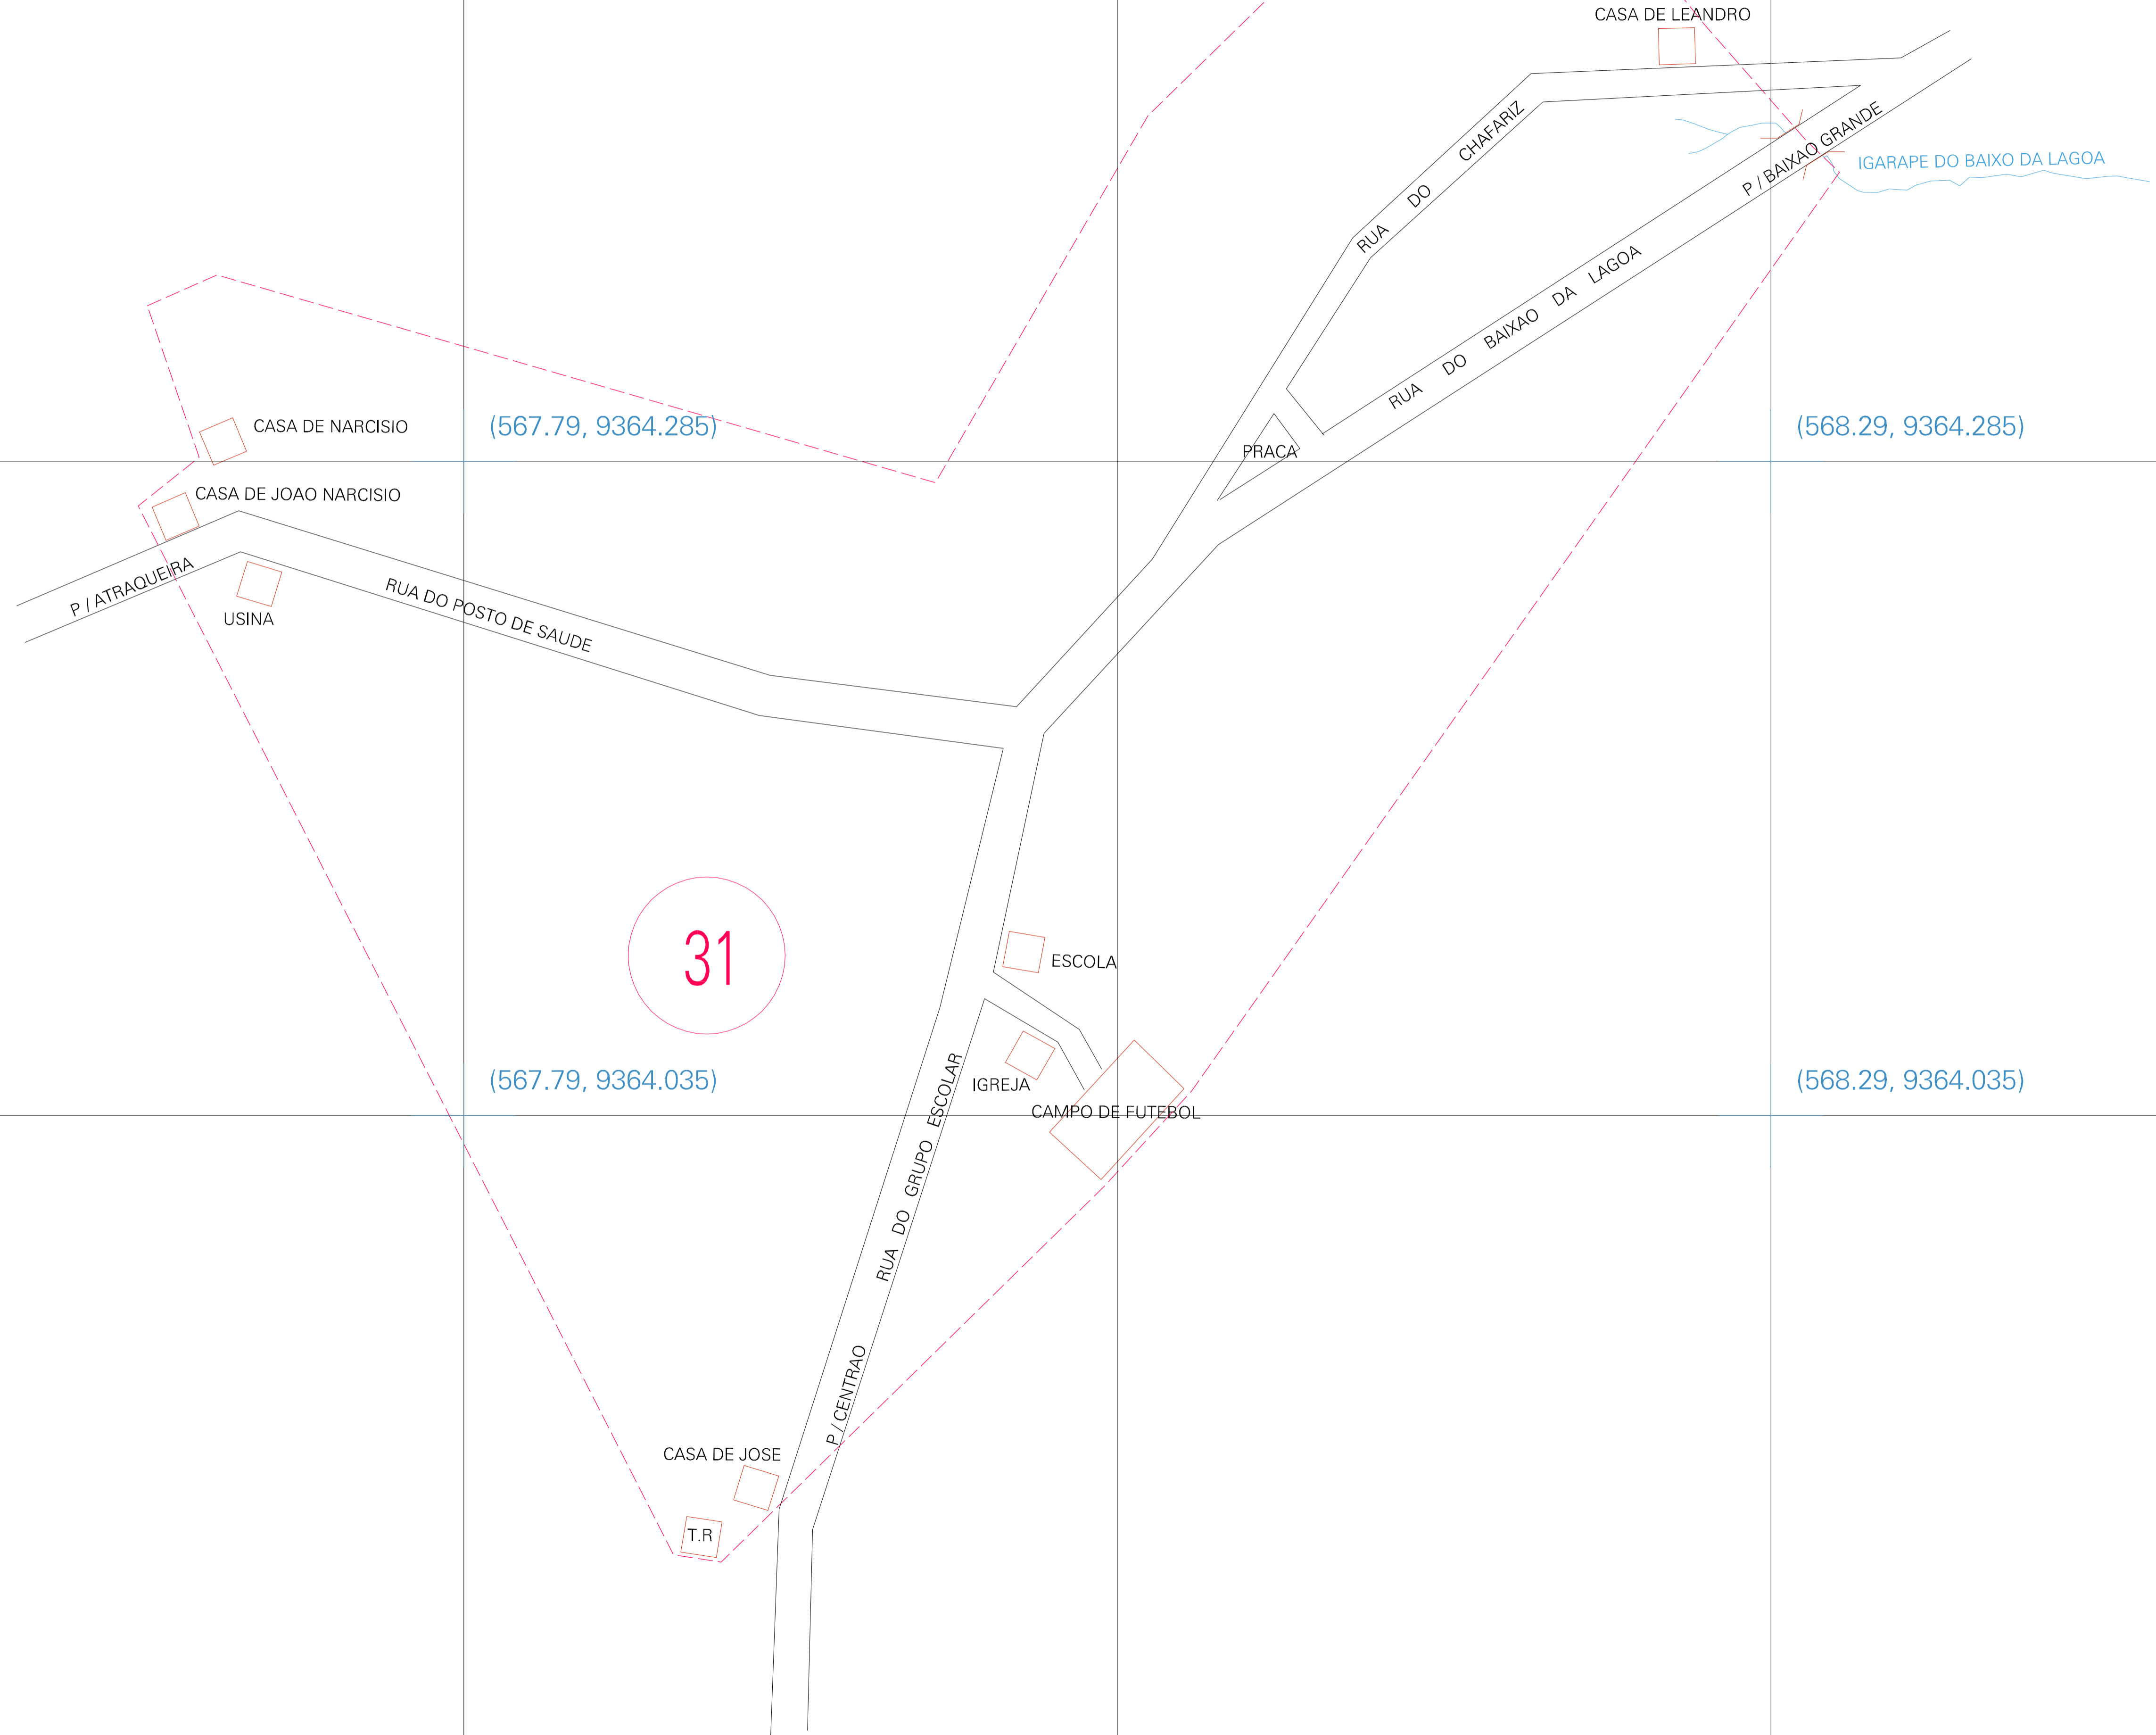 CASA DE LEANDRO
RUA DO CHAFARIZ
P / BAIXAO GRANDE
IGARAPE DO BAIXO DA LAGOA
RUA DO BAIXAO DA LAGOA
CASA DE NARCISIO
(567.79, 9364.285)
(568.29, 9364.285)
PRACA
CASA DE JOAO NARCISIO
P / ATRAQUEIRA
USINA
RUA DO POSTO DE SAUDE
31
ESCOLA
IGREJA
(567.79, 9364.035)
(568.29, 9364.035)
CAMPO DE FUTEBOL
RUA DO GRUPO ESCOLAR
P / CENTRAO
CASA DE JOSE
T.R